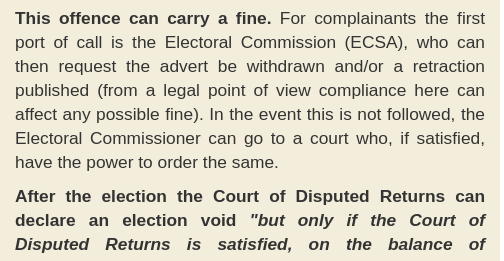 This offence can carry a fine. For complainants the first
port of call is the Electoral Commission (ECSA), who can
then request the advert be withdrawn and/or a retraction
published (from a legal point of view compliance here can
affect any possible fine). In the event this is not followed, the
Electoral Commissioner can go to a court who, if satisfied,
have the power to order the same.
After the election the Court of Disputed Returns can
declare an election void "but only if the Court of
Disputed Returns is satisfied, on the balance of